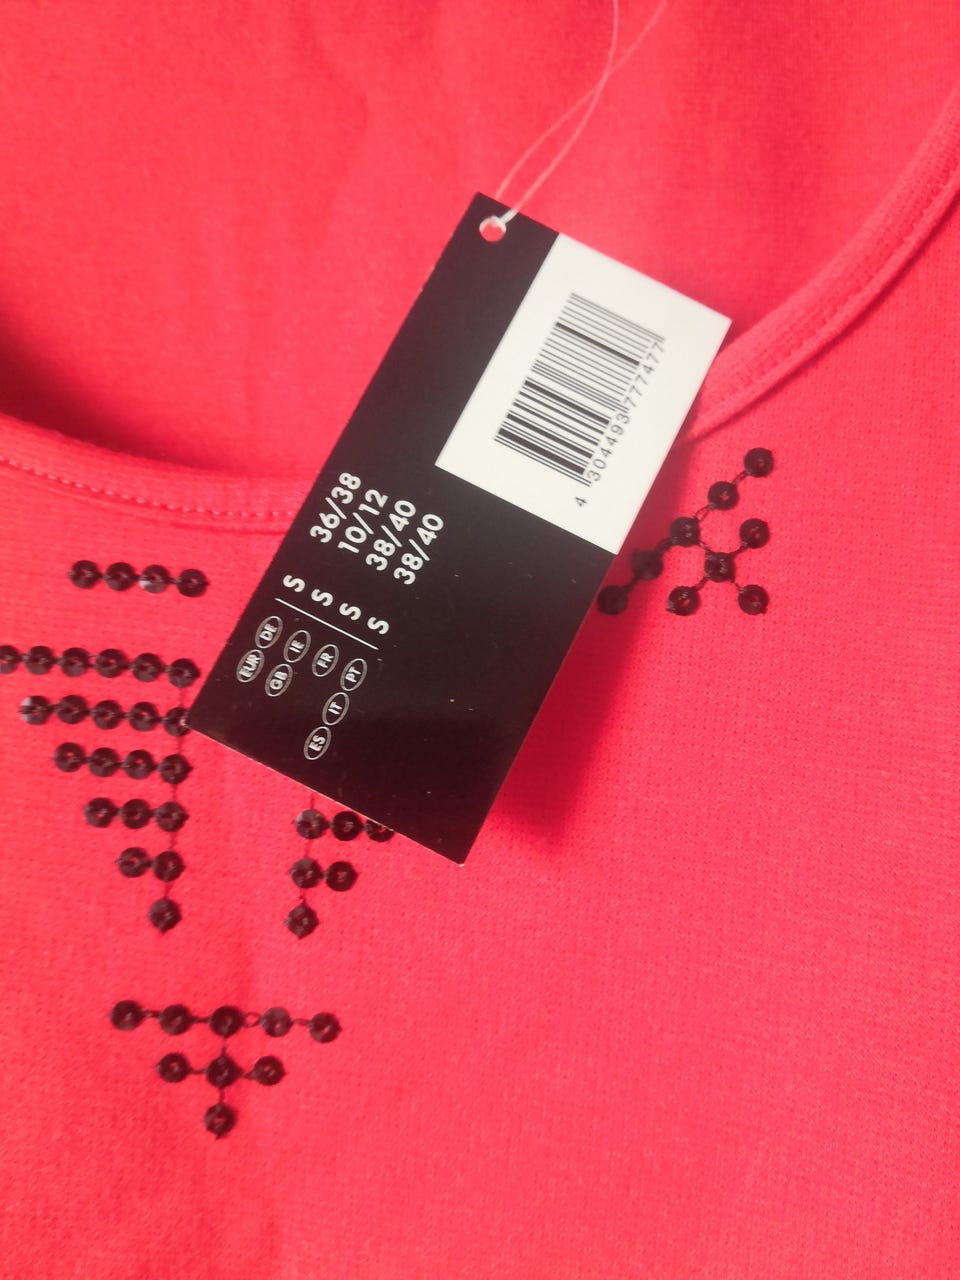 4 304493 777477
EUR DE S 36/38
GB IE S 10/12
FR S 38/40
ES IT PT S 38/40